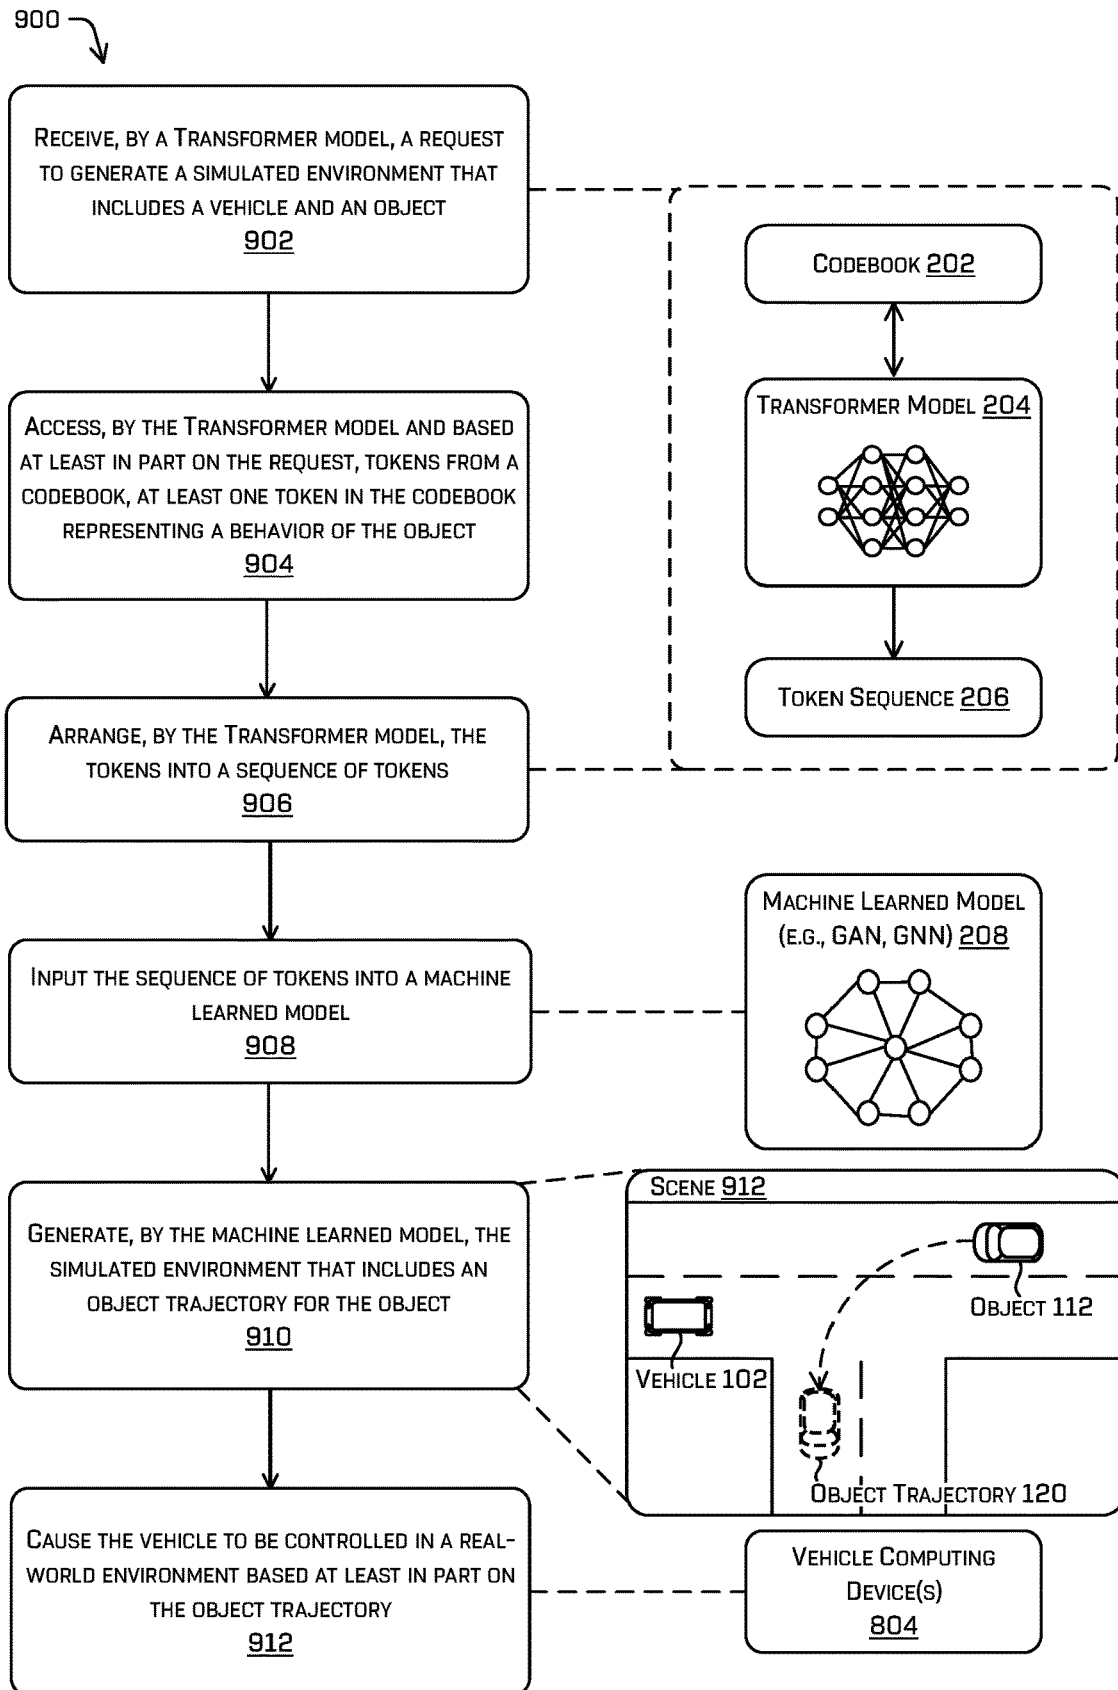 900
Receive, by a Transformer model, a request
to generate a simulated environment that
includes a vehicle and an object
902
Access, by the Transformer model and based
at least in part on the request, tokens from a
codebook, at least one token in the codebook
representing a behavior of the object
904
Arrange, by the Transformer model, the
tokens into a sequence of tokens
906
Input the sequence of tokens into a machine
learned model
908
Generate, by the machine learned model, the
simulated environment that includes an
object trajectory for the object
910
Cause the vehicle to be controlled in a real-
world environment based at least in part on
the object trajectory
912
Codebook 202
Transformer Model 204
Token Sequence 206
Machine Learned Model
(e.g., GAN, GNN) 208
Scene 912
Object 112
Vehicle 102
Object Trajectory 120
Vehicle Computing
Device(s)
804